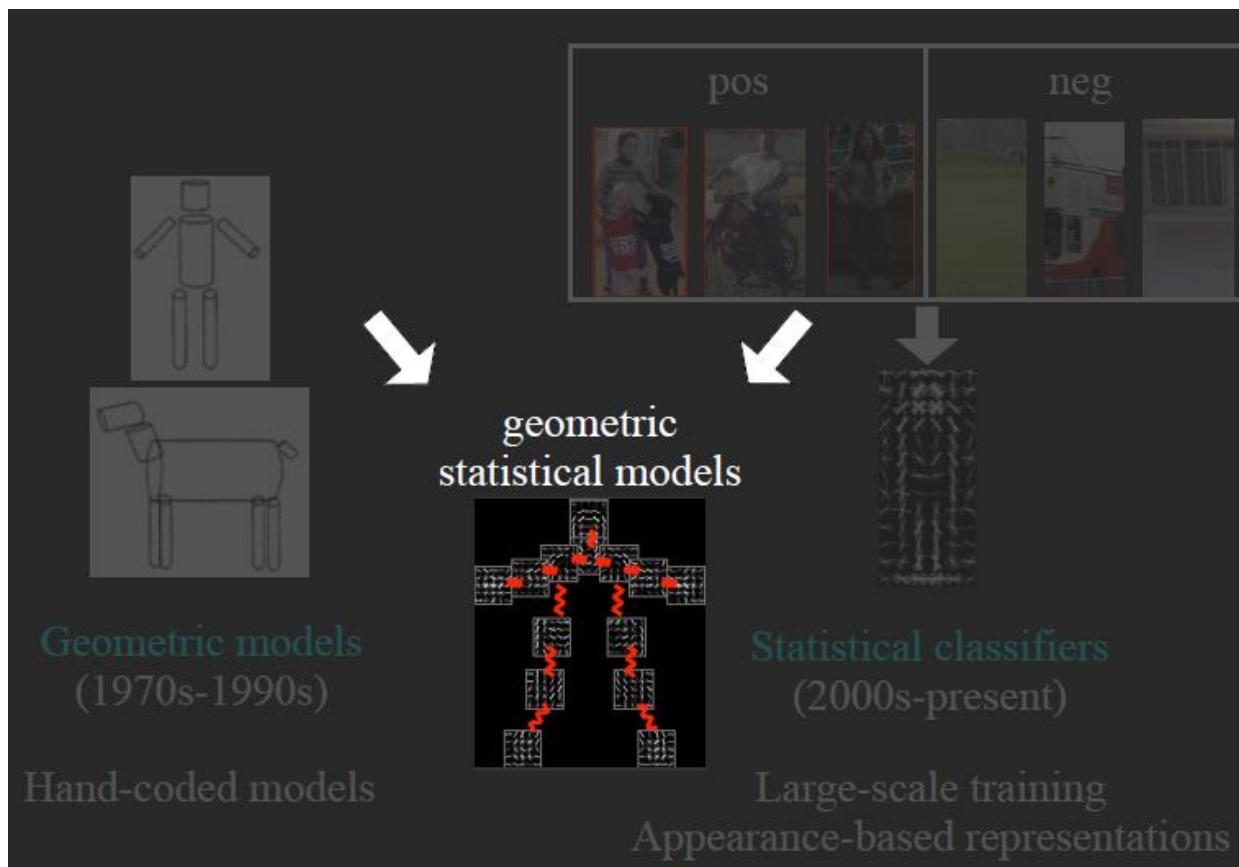 pos
neg
geometric
statistical models
Geometric models
(1970s-1990s)
Hand-coded models
Statistical classifiers
(2000s-present)
Large-scale training
Appearance-based representations